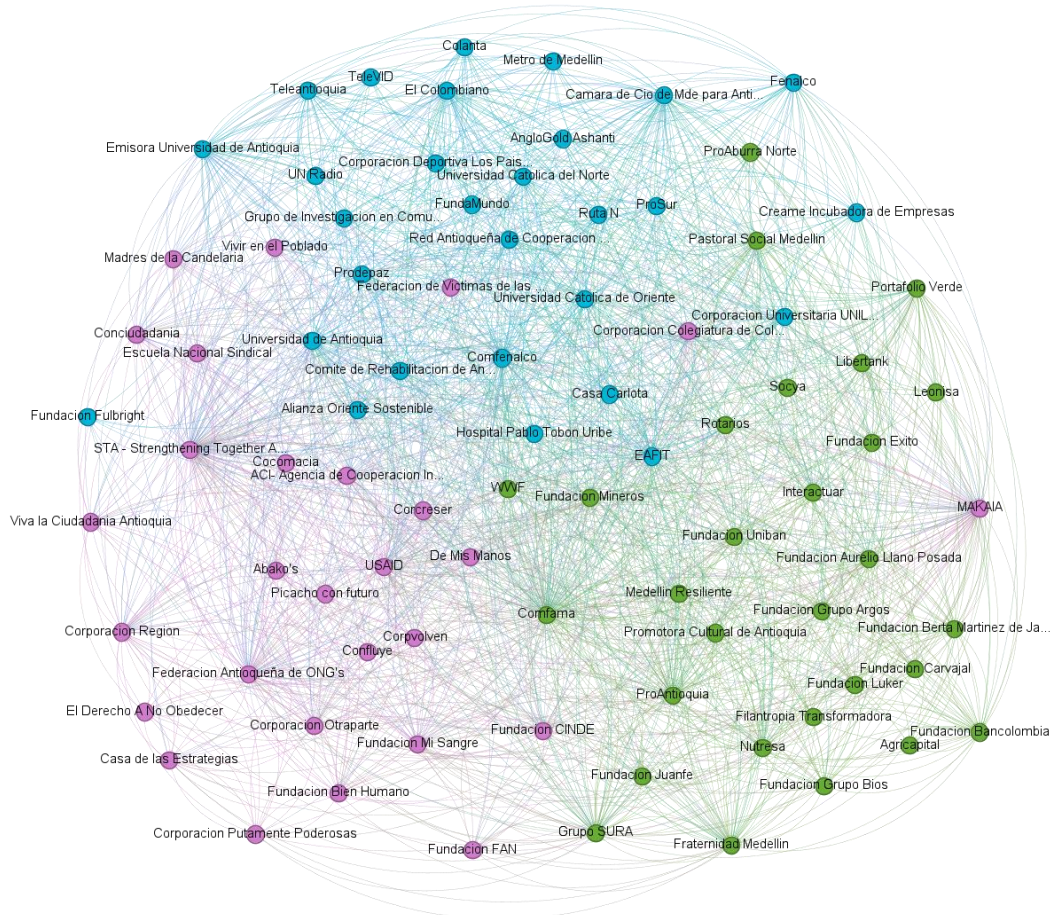 Colanta
Metro de Medellin
TeleVID
Fenalco
Teleantioquia
El Colombiano
Camara de Cio de Mde para Anti...
AngloGold Ashanti
Emisora Universidad de Antioquia
ProAburra Norte
Corporacion Deportiva Los Pais...
UN Radio
Universidad Catolica del Norte
FundaMundo
ProSur
Grupo de Investigacion en Comu...
Ruta N
Creame Incubadora de Empresas
Vivir en el Poblado
Red Antioqueña de Cooperacion ...
Pastoral Social Medellin
Madres de la Candelaria
Prodepaz
Federacion de Victimas de las ...
Portafolio Verde
Universidad Catolica de Oriente
Corporacion Universitaria UNIL...
Conciudadania
Corporacion Colegiatura de Col...
Universidad de Antioquia
Escuela Nacional Sindical
Comfenalco
Libertank
Comite de Rehabilitacion de An...
Socya
Leonisa
Casa Carlota
Alianza Oriente Sostenible
Fundacion Fulbright
Rotarios
Hospital Pablo Tobon Uribe
Fundacion Exito
STA - Strengthening Together A...
EAFIT
Cocomacia
ACI- Agencia de Cooperacion In...
WWF
Fundacion Mineros
Interactuar
MAKAIA
Corcreser
Viva la Ciudadania Antioquia
Fundacion Uniban
De Mis Manos
Fundacion Aurelio Llano Posada
Abako's
USAID
Picacho con futuro
Medellin Resiliente
Fundacion Grupo Argos
Comfama
Corporacion Region
Promotora Cultural de Antioquia
Fundacion Berta Martinez de Ja...
Corpvolven
Confluye
Federacion Antioqueña de ONG's
Fundacion Carvajal
Fundacion Luker
ProAntioquia
El Derecho A No Obedecer
Filantropia Transformadora
Corporacion Otraparte
Fundacion CINDE
Fundacion Bancolombia
Fundacion Mi Sangre
Nutresa
Agricapital
Casa de las Estrategias
Fundacion Juanfe
Fundacion Grupo Bios
Fundacion Bien Humano
Corporacion Putamente Poderosas
Grupo SURA
Fraternidad Medellin
Fundacion FAN